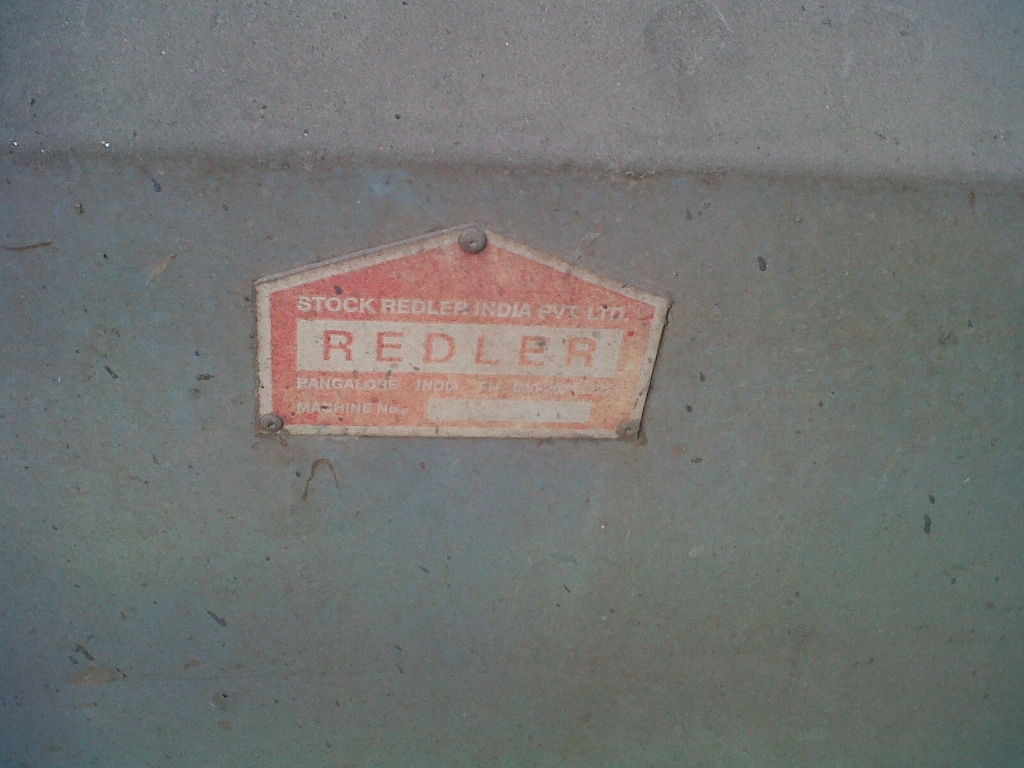 STOCK REDLER INDIA PVT. LTD.
REDLER
BANGALORE INDIA
MACHINE No.